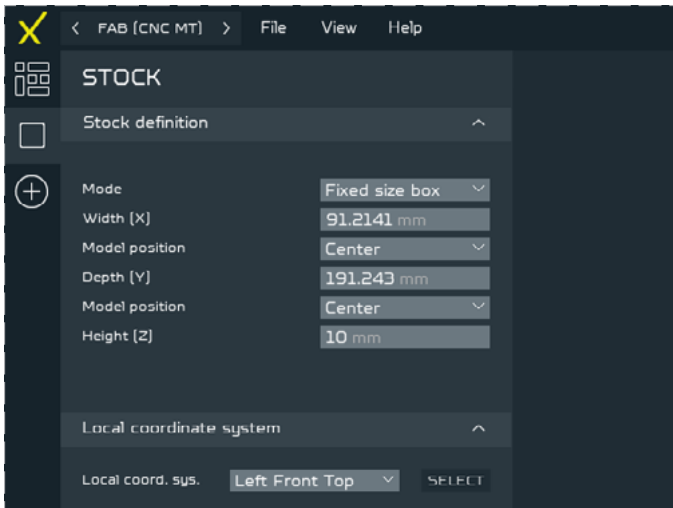 < FAB (CNC MT) > File View Help
STOCK
Stock definition
Mode Fixed size box
Width (X) 91.2141 mm
Model position Center
Depth (Y) 191.243 mm
Model position Center
Height (Z) 10 mm
Local coordinate system
Local coord. sys. Left Front Top SELECT